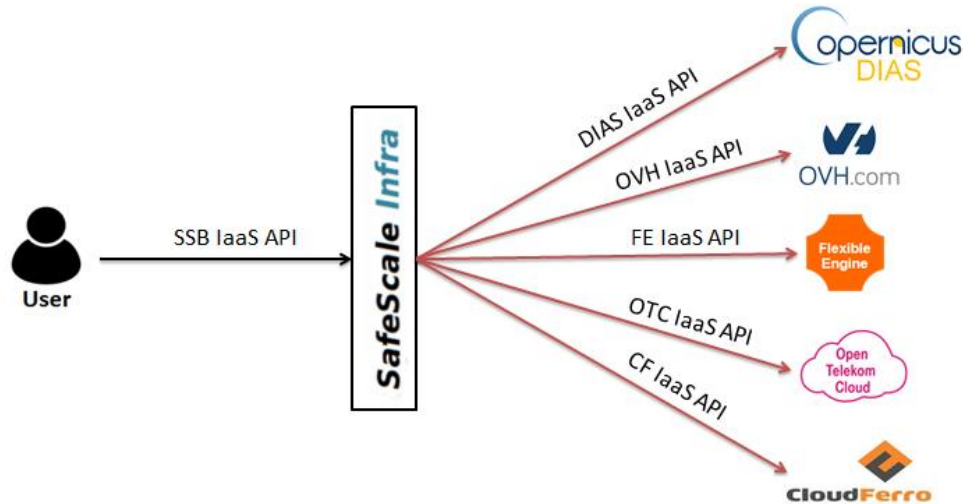 Copernicus
DIAS
DIAS IaaS API
OVH IaaS API
OVH.com
SSB IaaS API
SafeScale Infra
FE IaaS API
Flexible
Engine
User
OTC IaaS API
Open
Telekom
Cloud
CF IaaS API
CloudFerro